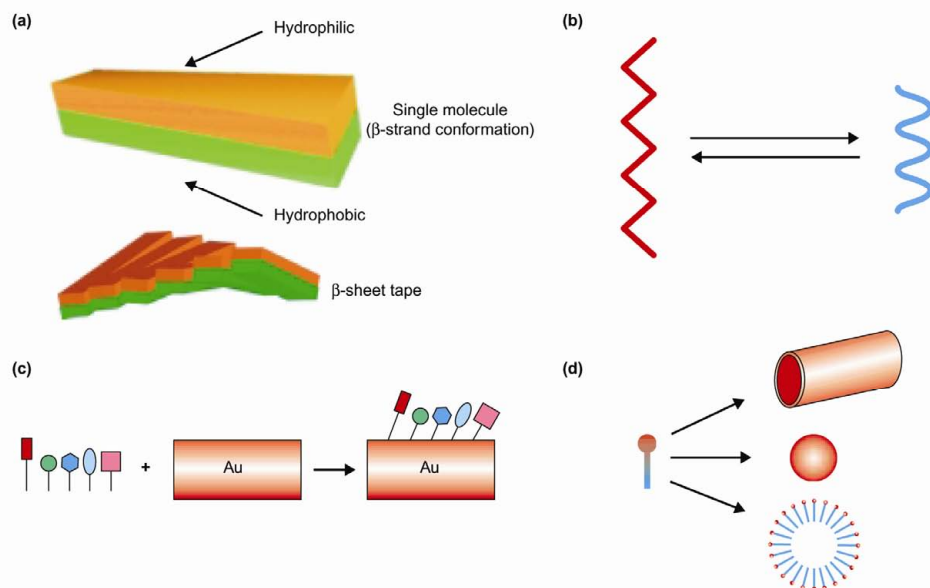 (a)
Hydrophilic
Single molecule
(β-strand conformation)
Hydrophobic
β-sheet tape
(b)
(c)
+
Au
Au
(d)